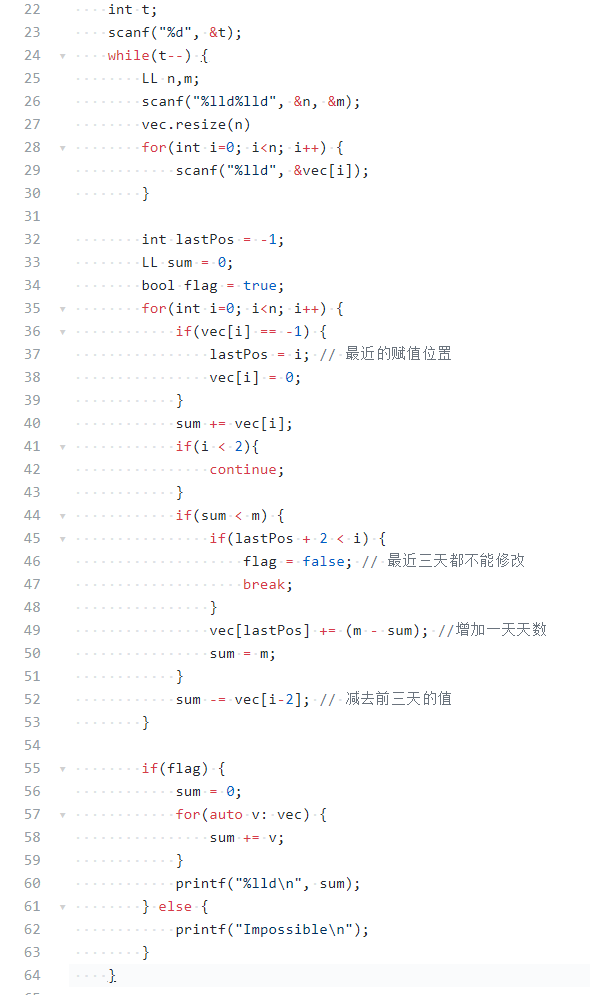 22 int t;
23 scanf("%d", &t);
24 while(t--) {
25 LL n,m;
26 scanf("%lld%lld", &n, &m);
27 vec.resize(n)
28 for(int i=0; i<n; i++) {
29 scanf("%lld", &vec[i]);
30 }
31
32 int lastPos = -1;
33 LL sum = 0;
34 bool flag = true;
35 for(int i=0; i<n; i++) {
36 if(vec[i] == -1) {
37 lastPos = i; // 最近的赋值位置
38 vec[i] = 0;
39 }
40 sum += vec[i];
41 if(i < 2){
42 continue;
43 }
44 if(sum < m) {
45 if(lastPos + 2 < i) {
46 flag = false; // 最近三天都不能修改
47 break;
48 }
49 vec[lastPos] += (m - sum); //增加一天天数
50 sum = m;
51 }
52 sum -= vec[i-2]; // 减去前三天的值
53 }
54
55 if(flag) {
56 sum = 0;
57 for(auto v: vec) {
58 sum += v;
59 }
60 printf("%lld\n", sum);
61 } else {
62 printf("Impossible\n");
63 }
64 }